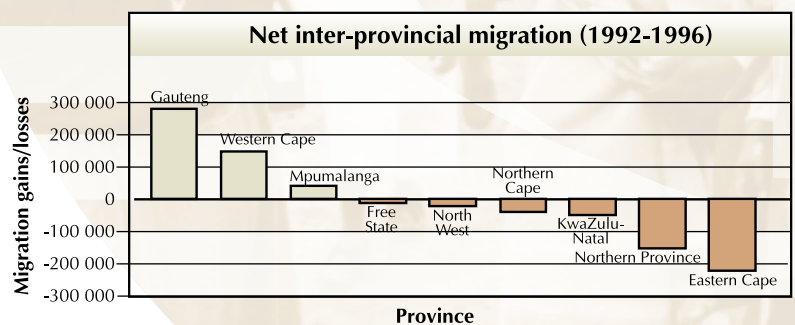 Net inter-provincial migration (1992-1996)
Migration gains/losses
300 000
200 000
100 000
0
-100 000
-200 000
-300 000
Gauteng
Western Cape
Mpumalanga
Free
State
North
West
Northern
Cape
KwaZulu-
Natal
Northern Province
Eastern Cape
Province